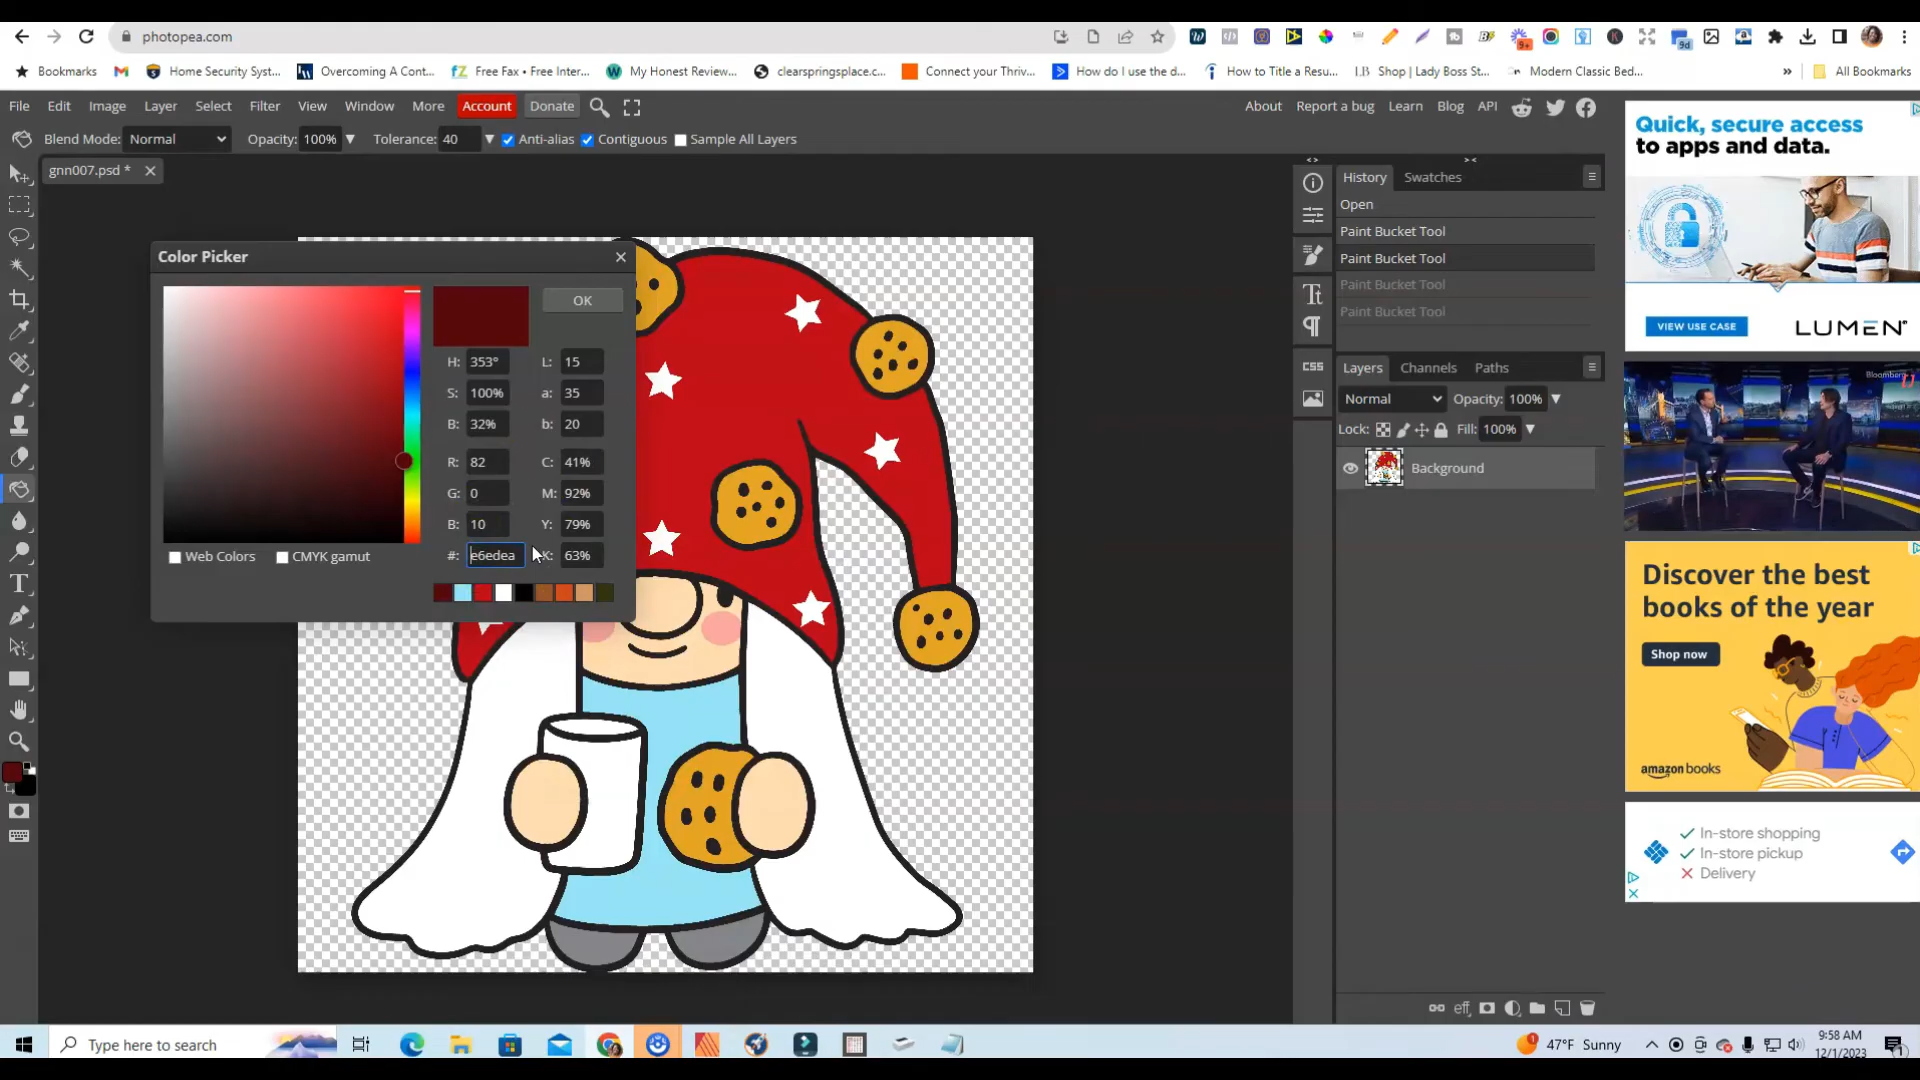 photopea.com
9+
9d
Bookmarks
Home Security Syst...
Overcoming A Cont...
Free Fax • Free Inter...
My Honest Review...
clearspringsplace.c...
Connect your Thriv...
How do I use the d...
How to Title a Resu...
Shop | Lady Boss St...
Modern Classic Bed...
»
All Bookmarks
File Edit Image Layer Select Filter View Window More Account Donate
About Report a bug Learn Blog API
Blend Mode: Normal Opacity: 100% Tolerance: 40 Anti-alias Contiguous Sample All Layers
gnn007.psd *
Color Picker
OK
H: 353° L: 15
S: 100% a: 35
B: 32% b: 20
R: 82 C: 41%
G: 0 M: 92%
B: 10 Y: 79%
#: e6edea K: 63%
Web Colors CMYK gamut
History Swatches
Open
Paint Bucket Tool
Paint Bucket Tool
Paint Bucket Tool
Paint Bucket Tool
CSS
Layers Channels Paths
Normal Opacity: 100%
Lock: Fill: 100%
Background
eff
Quick, secure access
to apps and data.
VIEW USE CASE
LUMEN
Bloomberg
Discover the best
books of the year
Shop now
amazon books
In-store shopping
In-store pickup
Delivery
Type here to search
47°F Sunny
9:58 AM
12/1/2023